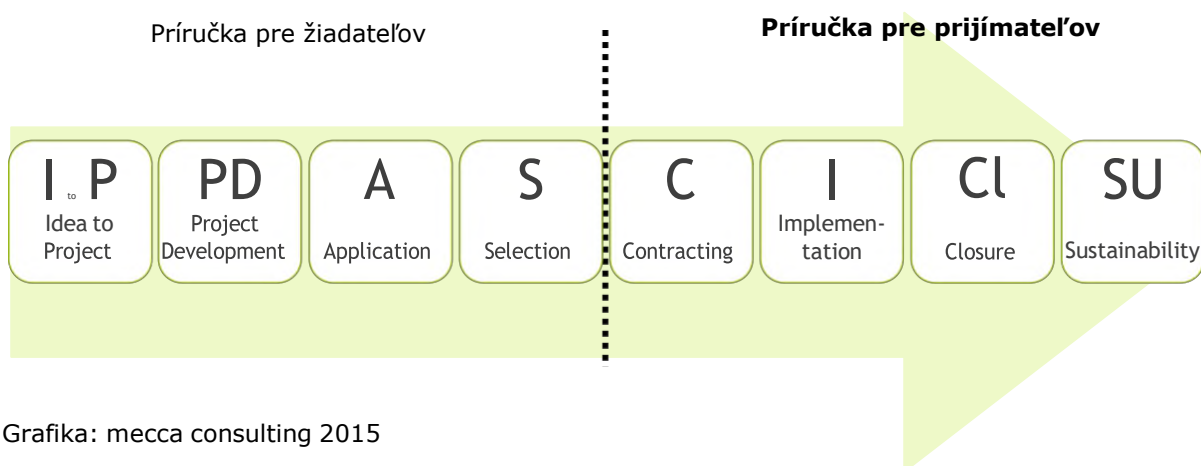 Príručka pre žiadateľov
Príručka pre prijímateľov
I to P
Idea to
Project
PD
Project
Development
A
Application
S
Selection
C
Contracting
I
Implemen-
tation
Cl
Closure
SU
Sustainability
Grafika: mecca consulting 2015